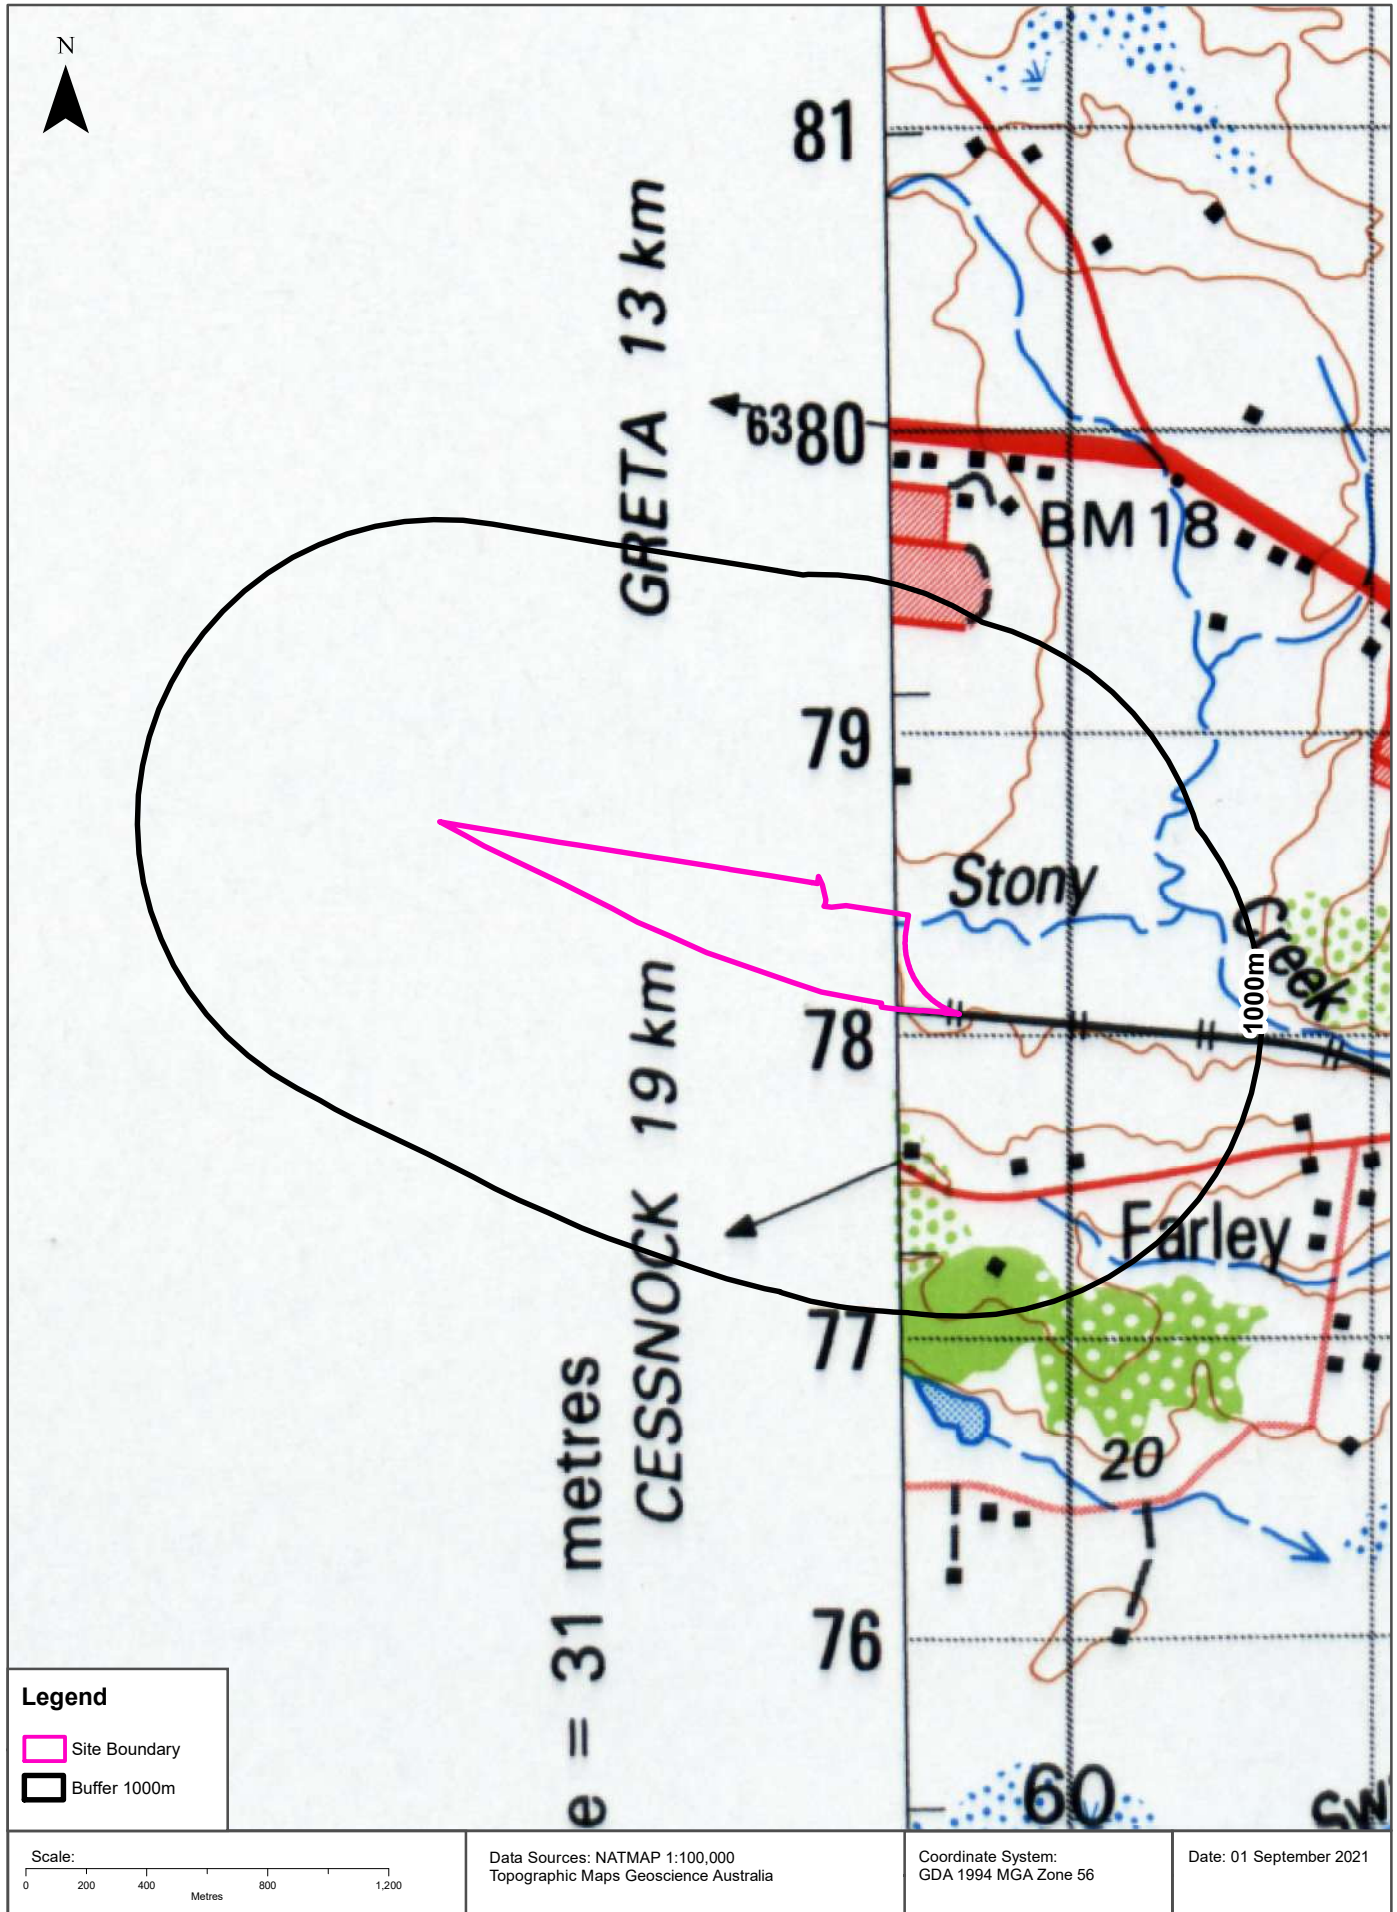 N
81
GRETA 13 km
6380
BM 18
79
Stony
Creek
1000m
78
CESSNOCK 19 km
Farley
77
e = 31 metres
20
76
60
Legend
Site Boundary
Buffer 1000m
Scale:
0 200 400 800 1,200
Metres
Data Sources: NATMAP 1:100,000
Topographic Maps Geoscience Australia
Coordinate System:
GDA 1994 MGA Zone 56
Date: 01 September 2021